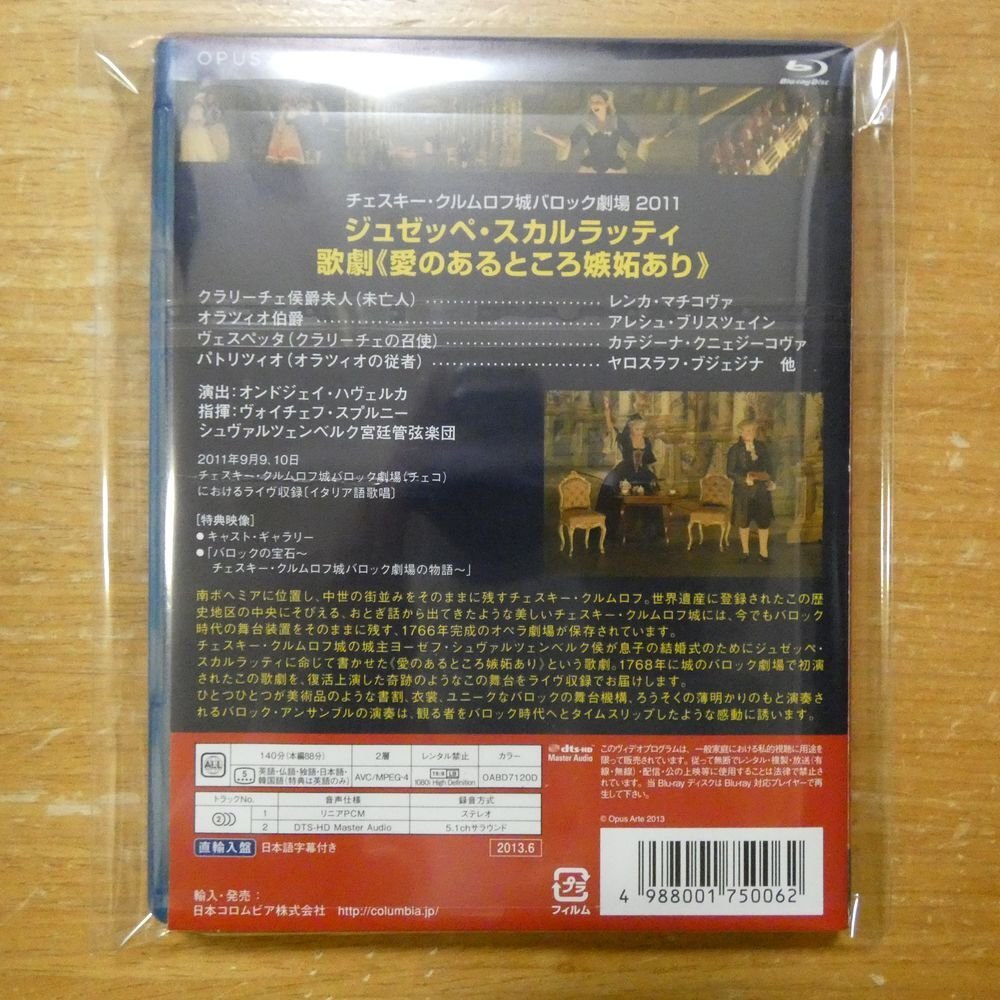 OPUS
Blu-ray Disc
チェスキー・クルムロフ城バロック劇場 2011
ジュゼッペ・スカルラッティ
歌劇《愛のあるところ嫉妬あり》
クラリーチェ侯爵夫人(未亡人) レンカ・マチコヴァ
オラツィオ伯爵 アレシュ・ブリスツェイン
ヴェスペッタ(クラリーチェの召使) カテジーナ・クニェジーコヴァ
パトリツィオ(オラツィオの従者) ヤロスラフ・ブジェジナ 他
演出:オンドジェイ・ハヴェルカ
指揮:ヴォイチェフ・スプルニー
シュヴァルツェンベルク宮廷管弦楽団
2011年9月9、10日
チェスキー・クルムロフ城バロック劇場(チェコ)
におけるライヴ収録[イタリア語歌唱]
[特典映像]
●キャスト・ギャラリー
●「バロックの宝石〜
チェスキー・クルムロフ城バロック劇場の物語〜」
南ボヘミアに位置し、中世の街並みをそのままに残すチェスキー・クルムロフ。世界遺産に登録されたこの歴
史地区の中央にそびえる、おとぎ話から出てきたような美しいチェスキー・クルムロフ城には、今でもバロック
時代の舞台装置をそのままに残す、1766年完成のオペラ劇場が保存されています。
チェスキー・クルムロフ城の城主ヨーゼフ・シュヴァルツェンベルク侯が息子の結婚式のためにジュゼッペ・
スカルラッティに命じて書かせた《愛のあるところ嫉妬あり》という歌劇。1768年に城のバロック劇場で初演
されたこの歌劇を、復活上演した奇跡のようなこの舞台をライヴ収録でお届けします。
ひとつひとつが美術品のような書割、衣裳、ユニークなバロックの舞台機構、ろうそくの薄明かりのもと演奏さ
れるバロック・アンサンブルの演奏は、観る者をバロック時代へとタイムスリップしたような感動に誘います。
ALL 140分(本編88分) 2層 レンタル禁止 カラー
5 英語・仏語・独語・日本語・韓国語(特典は英語のみ) AVC/MPEG-4 16:9 LB 1080i High Definition OABD7120D
トラックNo. 音声仕様 録音方式
2 1 リニアPCM ステレオ
2 DTS-HD Master Audio 5.1chサラウンド
直輸入盤 日本語字幕付き 2013.6
輸入・発売:
日本コロムビア株式会社 http://columbia.jp/
dts-HD Master Audio
このヴィデオプログラムは、一般家庭における私的視聴に用途を
限って販売されています。従って無断でレンタル・複製・放送(有
線・無線)・配信・公の上映等に使用することは法律で禁止さ
れています。当 Blu-ray ディスクは Blu-ray 対応プレイヤーで再
生して下さい。
© Opus Arte 2013
プラ
フィルム
4 988001 750062